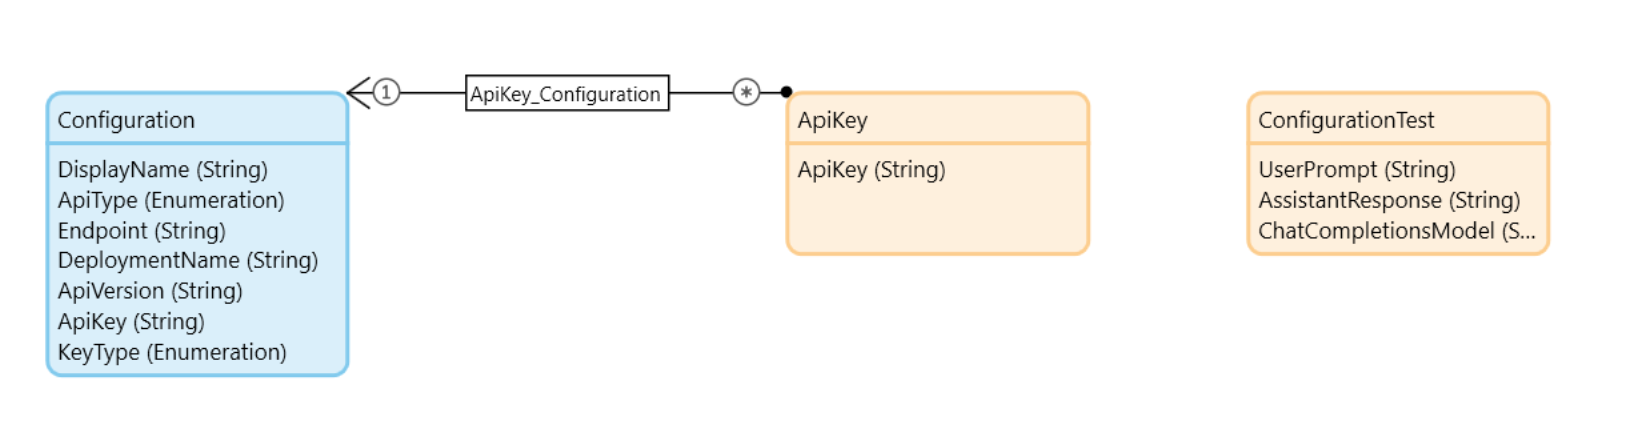 Configuration
DisplayName (String)
ApiType (Enumeration)
Endpoint (String)
DeploymentName (String)
ApiVersion (String)
ApiKey (String)
KeyType (Enumeration)
1
ApiKey_Configuration
*
ApiKey
ApiKey (String)
ConfigurationTest
UserPrompt (String)
AssistantResponse (String)
ChatCompletionsModel (S...